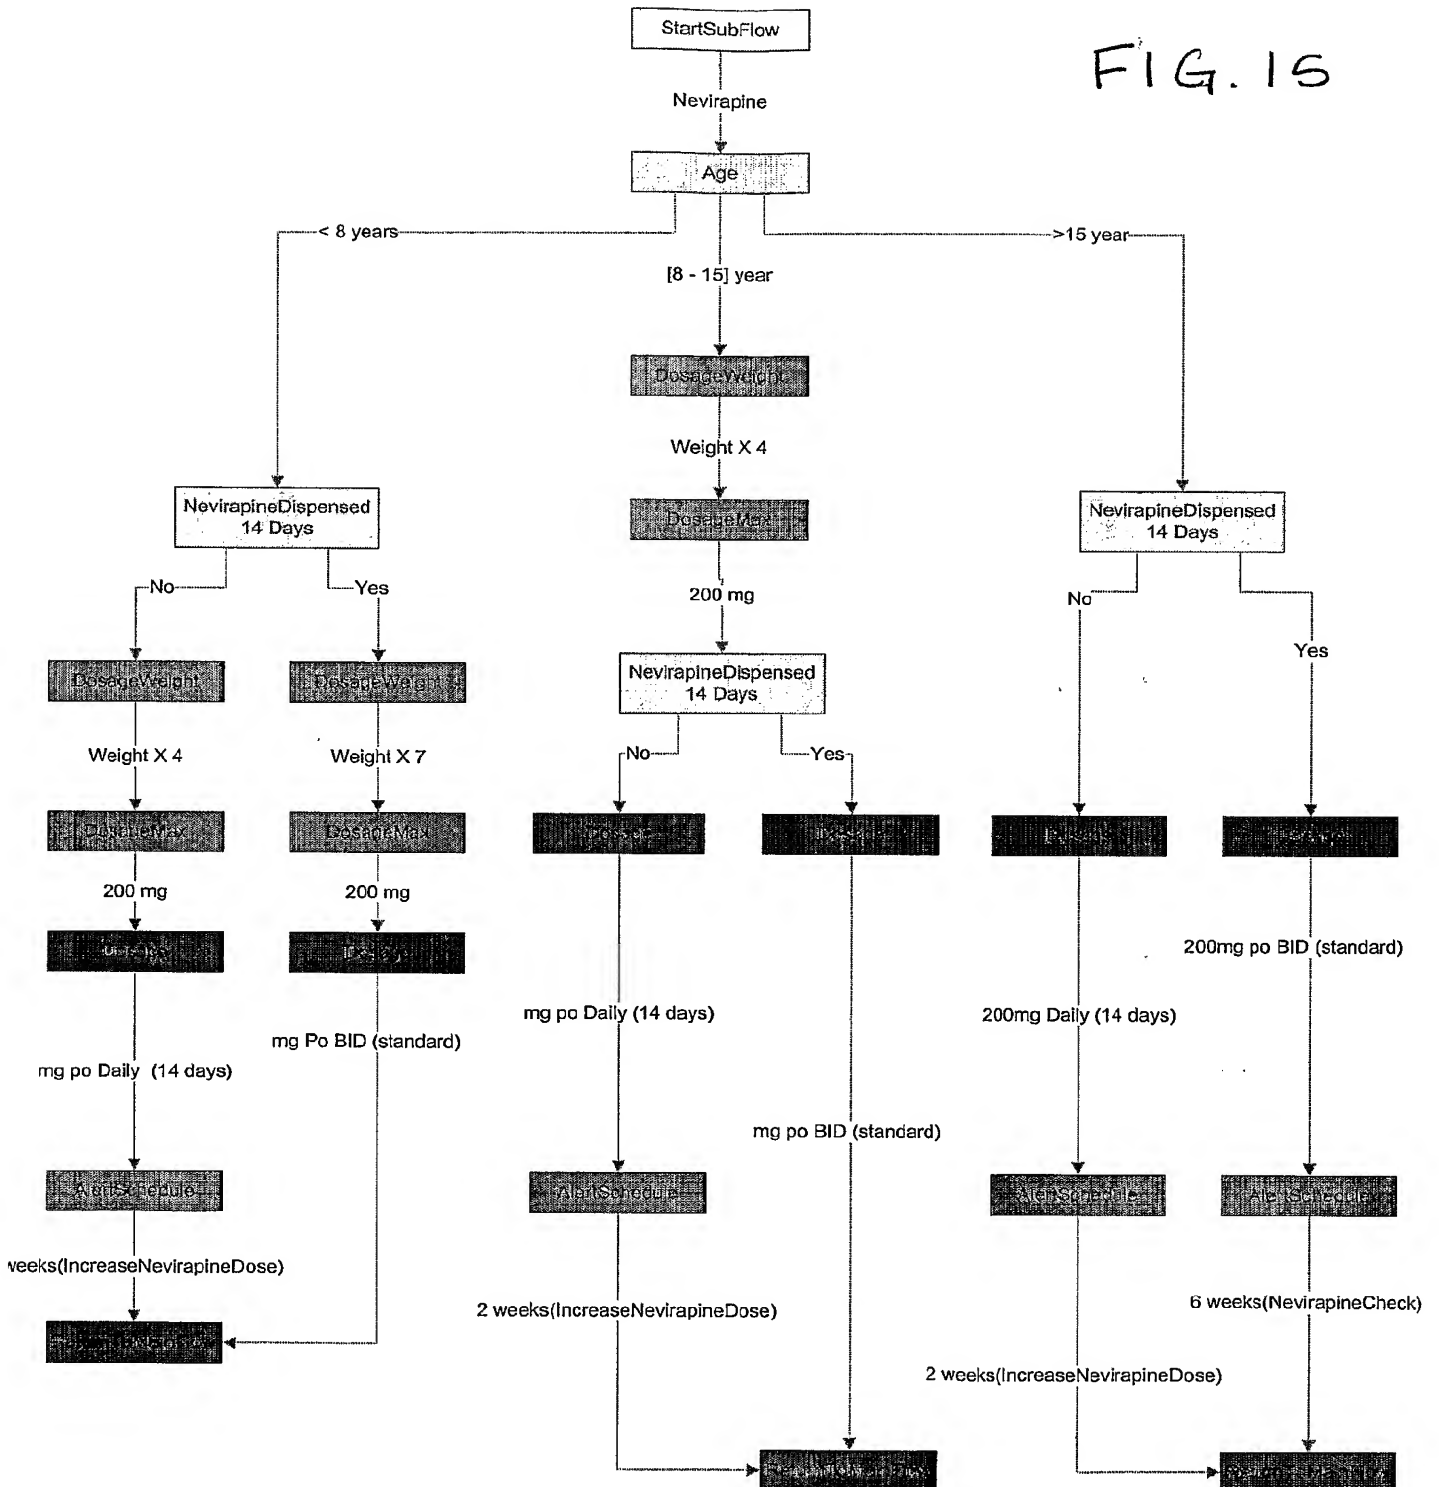 StartSubFlow
FIG. 15
Nevirapine
Age
< 8 years
>15 year
[8 - 15] year
DosageWeight
Weight X 4
NevirapineDispensed
14 Days
DosageMax
NevirapineDispensed
14 Days
No
Yes
200 mg
No
Yes
DosageWeight
DosageWeight
NevirapineDispensed
14 Days
Weight X 4
Weight X 7
No
Yes
DosageMax
DosageMax
Dosage
200 mg
200 mg
Dosage
200mg po BID (standard)
mg po Daily (14 days)
200mg Daily (14 days)
mg Po BID (standard)
mg po Daily (14 days)
mg po BID (standard)
AlertSchedule
AlertSchedule
AlertSchedule
AlertSchedule
weeks(IncreaseNevirapineDose)
2 weeks(IncreaseNevirapineDose)
6 weeks(NevirapineCheck)
2 weeks(IncreaseNevirapineDose)